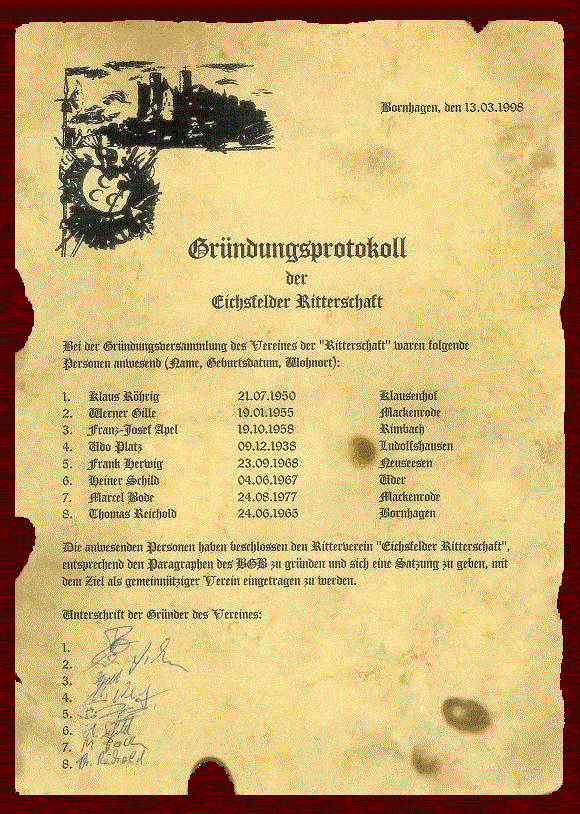 Bornhagen, den 13.03.1998
Gründungsprotokoll
der
Eichsfelder Ritterschaft
Bei der Gründungsversammlung des Vereines der "Ritterschaft" waren folgende
Personen anwesend (Name, Geburtsdatum, Wohnort):
1. Klaus Röhrig 21.07.1950 Klausenhof
2. Werner Gille 19.01.1955 Mackenrode
3. Franz-Josef Apel 19.10.1958 Rimbach
4. Udo Platz 09.12.1938 Ludolfshausen
5. Frank Herwig 23.09.1968 Neuseesen
6. Heiner Schild 04.06.1967 Uder
7. Marcel Bode 24.08.1977 Mackenrode
8. Thomas Reichold 24.06.1965 Bornhagen
Die anwesenden Personen haben beschlossen den Ritterverein "Eichsfelder Ritterschaft",
entsprechend den Paragraphen des BGB zu gründen und sich eine Satzung zu geben, mit
dem Ziel als gemeinnütziger Verein eingetragen zu werden.
Unterschrift der Gründer des Vereines:
1.
2.
3.
4.
5.
6.
7. M. Bode
8.